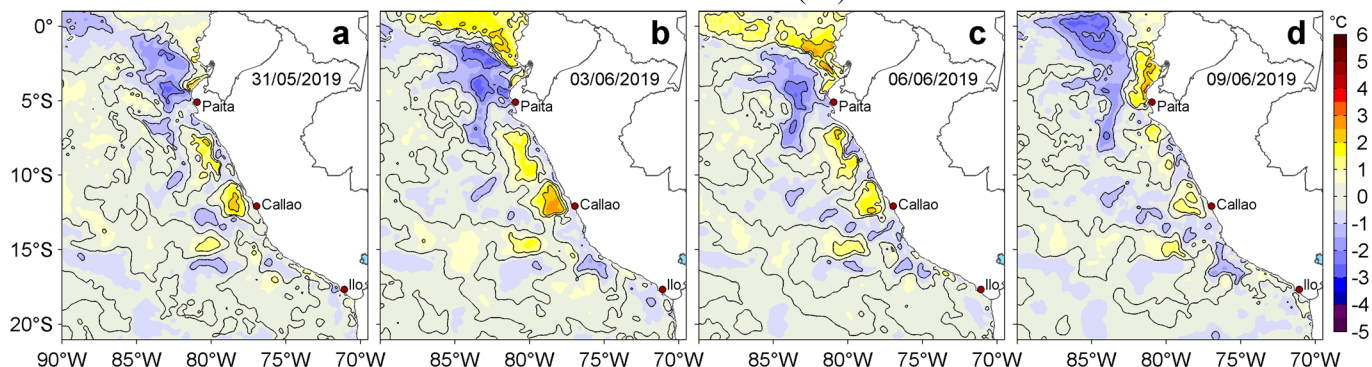 a
b
c
d
°C
0°
5°S
10°S
15°S
20°S
31/05/2019
03/06/2019
06/06/2019
09/06/2019
Paita
Paita
Paita
Paita
Callao
Callao
Callao
Callao
Ilo
Ilo
Ilo
Ilo
90°W
85°W
80°W
75°W
70°W
85°W
80°W
75°W
70°W
85°W
80°W
75°W
70°W
85°W
80°W
75°W
70°W
6
5
4
3
2
1
0
-1
-2
-3
-4
-5